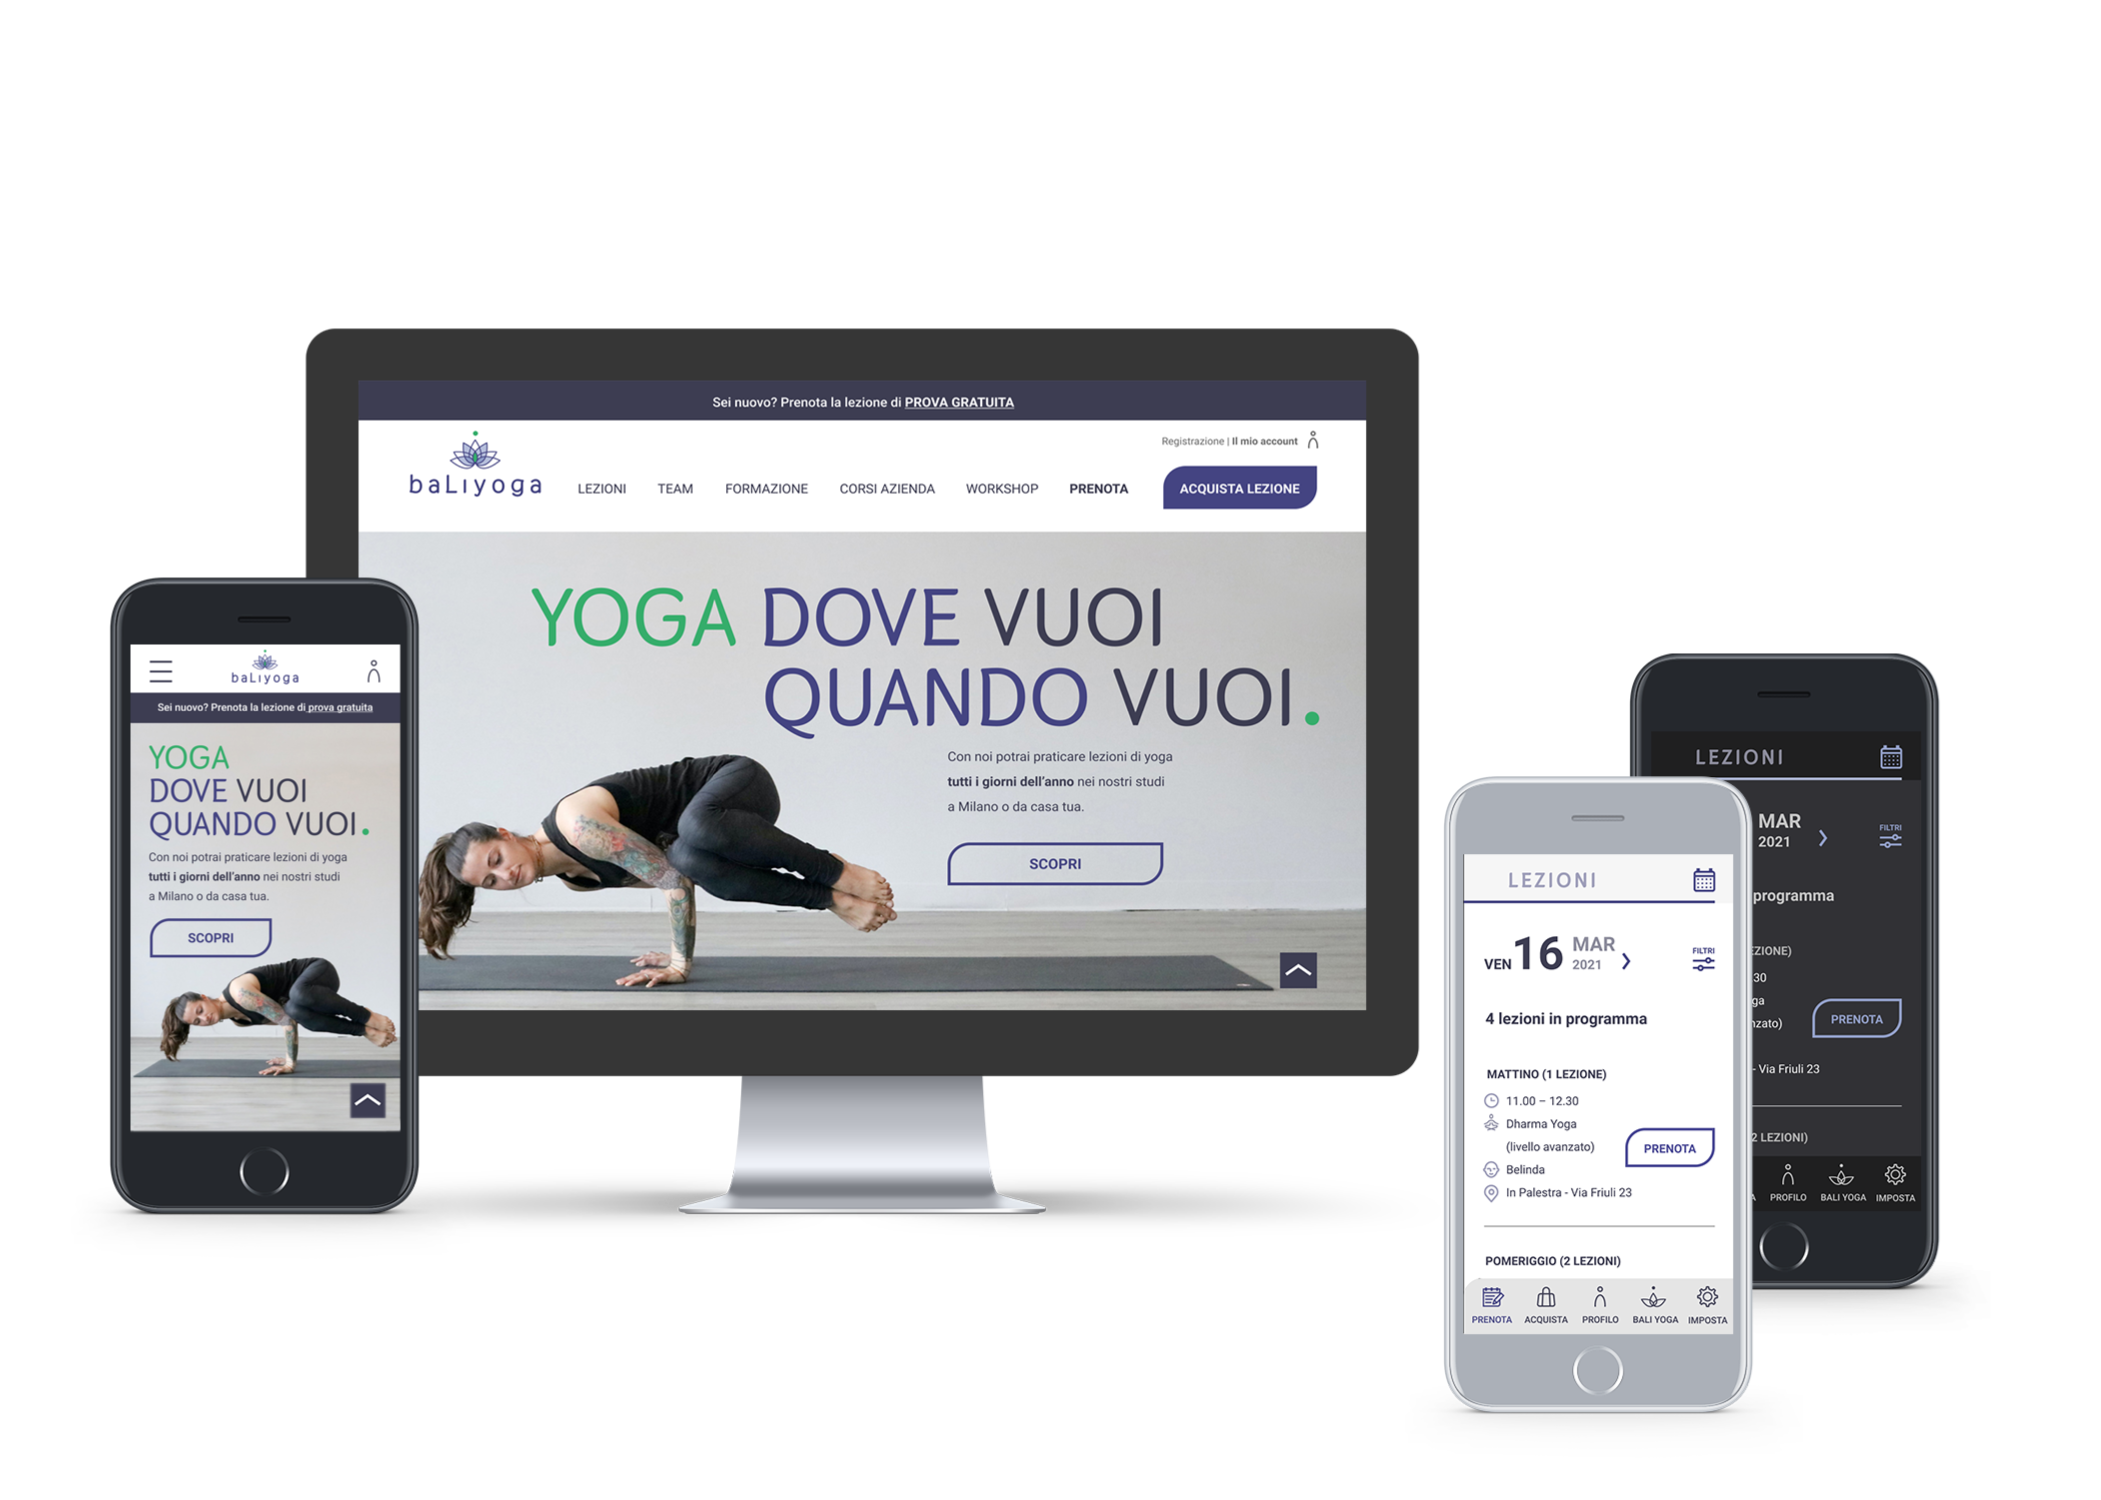 Sei nuovo? Prenota la lezione di PROVA GRATUITA
Registrazione | Il mio account
baLıyoga
LEZIONI TEAM FORMAZIONE CORSI AZIENDA WORKSHOP PRENOTA ACQUISTA LEZIONE
YOGA DOVE VUOI
QUANDO VUOI.
Con noi potrai praticare lezioni di yoga
tutti i giorni dell'anno nei nostri studi
a Milano o da casa tua.
SCOPRI
baLıyoga
Sei nuovo? Prenota la lezione di prova gratuita
YOGA
DOVE VUOI
QUANDO VUOI.
Con noi potrai praticare lezioni di yoga
tutti i giorni dell'anno nei nostri studi
a Milano o da casa tua.
SCOPRI
LEZIONI
VEN 16 MAR
2021
FILTRI
4 lezioni in programma
MATTINO (1 LEZIONE)
11.00 – 12.30
Dharma Yoga
(livello avanzato)
PRENOTA
Belinda
In Palestra - Via Friuli 23
POMERIGGIO (2 LEZIONI)
PRENOTA ACQUISTA PROFILO BALI YOGA IMPOSTA
LEZIONI
MAR
2021
FILTRI
programma
EZIONE)
30
ga
nzato)
PRENOTA
- Via Friuli 23
2 LEZIONI)
A PROFILO BALI YOGA IMPOSTA